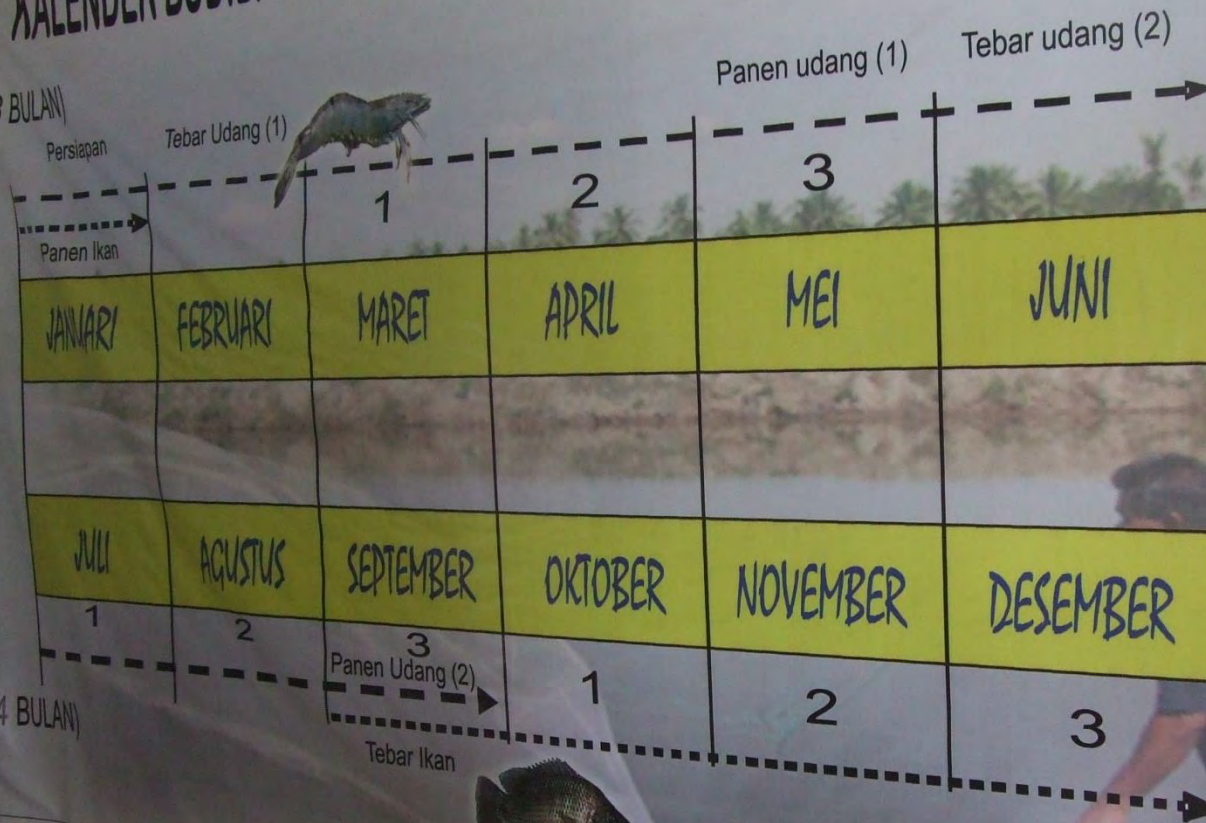 KALENDER
BULAN)
Persiapan
Tebar Udang (1)
Panen udang (1)
Tebar udang (2)
1
2
3
Panen Ikan
JANUARI
FEBRUARI
MARET
APRIL
MEI
JUNI
JULI
AGUSTUS
SEPTEMBER
OKTOBER
NOVEMBER
DESEMBER
1
2
3
Panen Udang (2)
1
2
3
4 BULAN)
Tebar Ikan